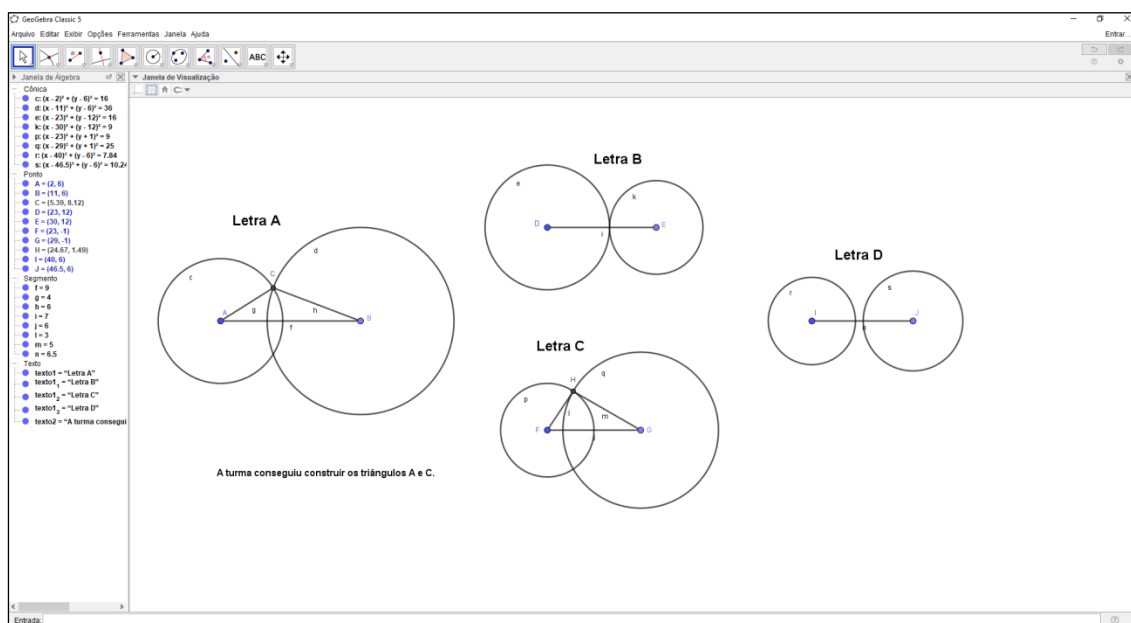 GeoGebra Classic 5
Arquivo Editar Exibir Opções Ferramentas Janela Ajuda
Entrar...
ABC
Janela de Álgebra
Janela de Visualização
Cônica
c: (x - 2)² + (y - 6)² = 16
d: (x - 11)² + (y - 6)² = 36
e: (x - 23)² + (y - 12)² = 16
k: (x - 30)² + (y - 12)² = 9
p: (x - 23)² + (y + 1)² = 9
q: (x - 29)² + (y + 1)² = 25
r: (x - 40)² + (y - 6)² = 7.84
s: (x - 46.5)² + (y - 6)² = 10.24
Ponto
A = (2, 6)
B = (11, 6)
C = (5.39, 8.12)
D = (23, 12)
E = (30, 12)
F = (23, -1)
G = (29, -1)
H = (24.67, 1.49)
I = (40, 6)
J = (46.5, 6)
Segmento
f = 9
g = 4
h = 6
i = 7
j = 6
l = 3
m = 5
n = 6.5
Texto
texto1 = "Letra A"
texto1₁ = "Letra B"
texto1₂ = "Letra C"
texto1₃ = "Letra D"
texto2 = "A turma consegui
Letra A
c
d
C
A
g
h
f
B
Letra B
e
k
D
i
E
Letra C
p
q
H
F
l
m
j
G
Letra D
r
s
I
n
J
A turma conseguiu construir os triângulos A e C.
Entrada: